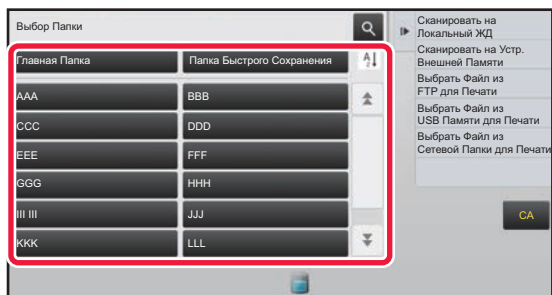 Выбор Папки
Главная Папка
Папка Быстрого Сохранения
AAA
BBB
CCC
DDD
EEE
FFF
GGG
HHH
III III
JJJ
KKK
LLL
Сканировать на
Локальный ЖД
Сканировать на Устр.
Внешней Памяти
Выбрать Файл из
FTP для Печати
Выбрать Файл из
USB Памяти для Печати
Выбрать Файл из
Сетевой Папки для Печати
CA